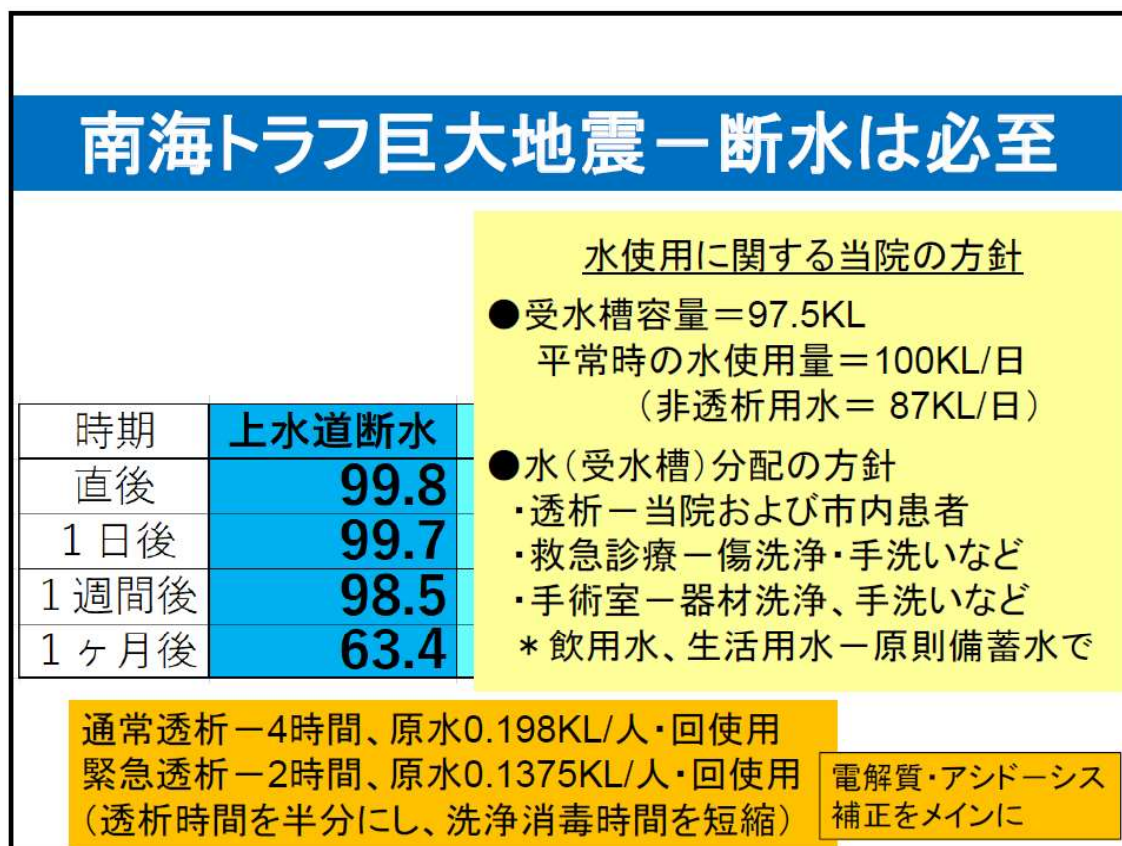 南海トラフ巨大地震－断水は必至
水使用に関する当院の方針
●受水槽容量＝97.5KL
平常時の水使用量＝100KL/日
（非透析用水＝ 87KL/日）
●水（受水槽）分配の方針
・透析－当院および市内患者
・救急診療－傷洗浄・手洗いなど
・手術室－器材洗浄、手洗いなど
＊飲用水、生活用水－原則備蓄水で
時期 上水道断水
直後 99.8
１日後 99.7
１週間後 98.5
１ヶ月後 63.4
通常透析－4時間、原水0.198KL/人・回使用
緊急透析－2時間、原水0.1375KL/人・回使用
（透析時間を半分にし、洗浄消毒時間を短縮）
電解質・アシドーシス
補正をメインに